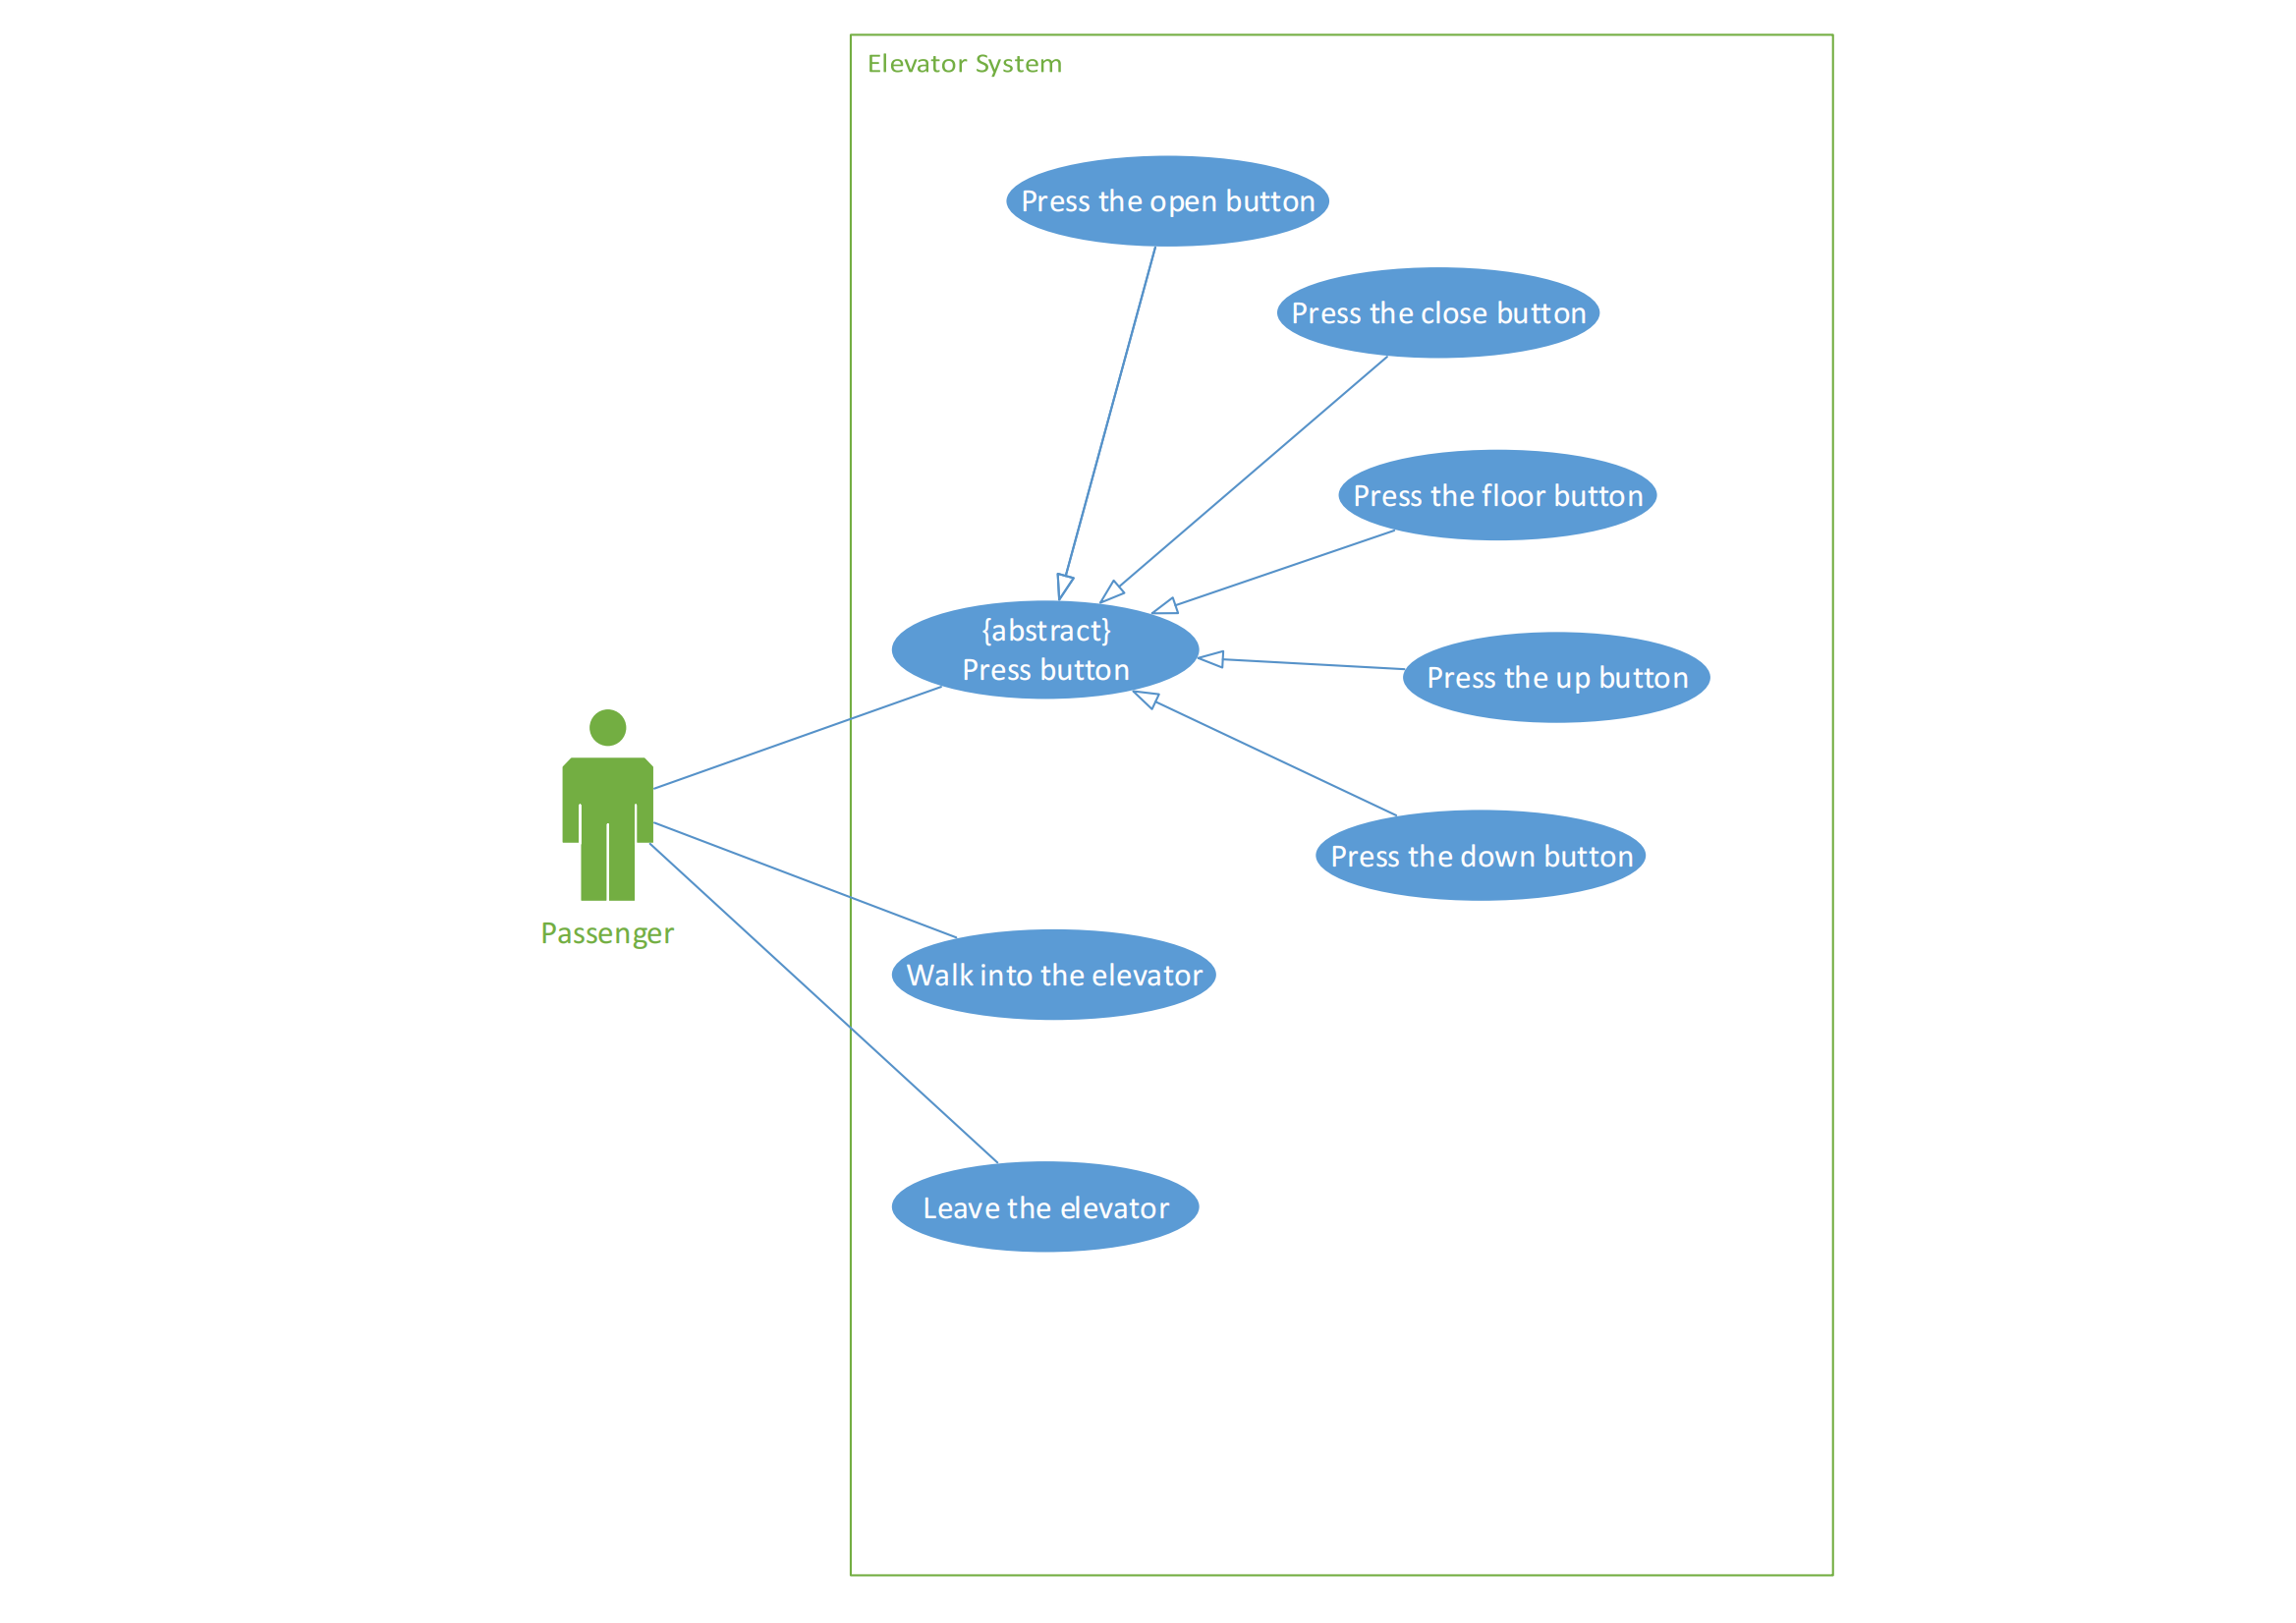 Elevator System
Press the open button
Press the close button
Press the floor button
{abstract}
Press button
Press the up button
Press the down button
Passenger
Walk into the elevator
Leave the elevator